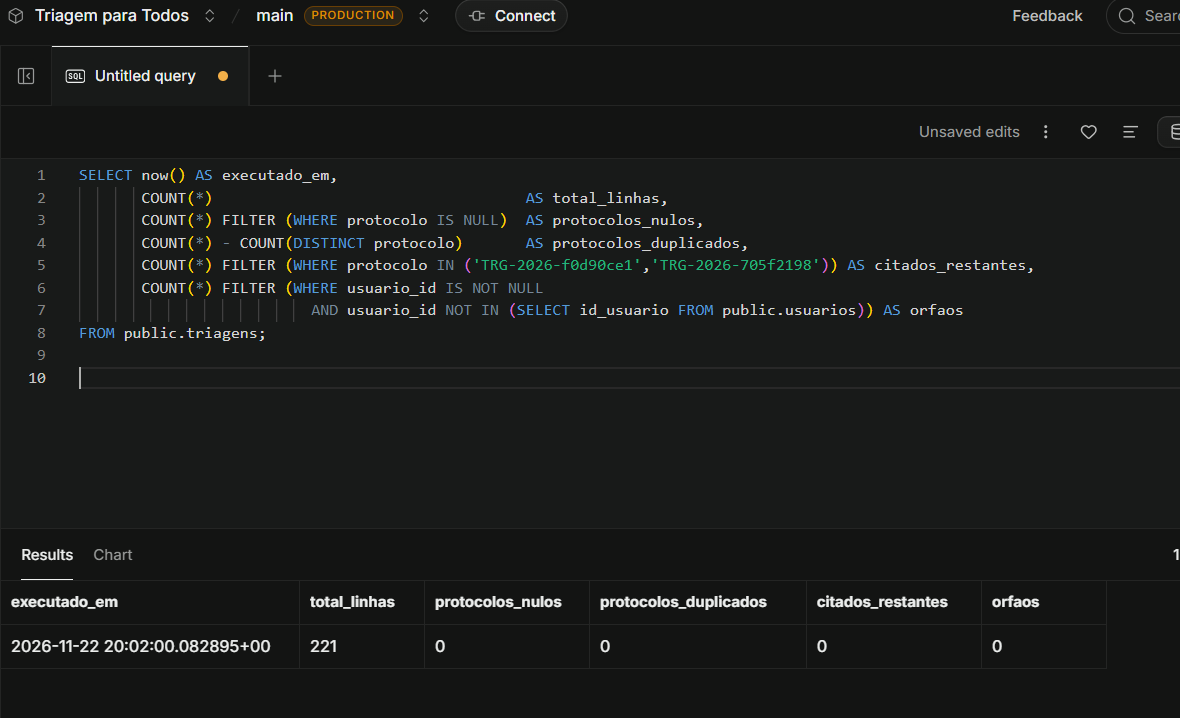 Triagem para Todos / main PRODUCTION Connect Feedback
SQL Untitled query +
Unsaved edits
1 SELECT now() AS executado_em,
2 COUNT(*) AS total_linhas,
3 COUNT(*) FILTER (WHERE protocolo IS NULL) AS protocolos_nulos,
4 COUNT(*) - COUNT(DISTINCT protocolo) AS protocolos_duplicados,
5 COUNT(*) FILTER (WHERE protocolo IN ('TRG-2026-f0d90ce1','TRG-2026-705f2198')) AS citados_restantes,
6 COUNT(*) FILTER (WHERE usuario_id IS NOT NULL
7 AND usuario_id NOT IN (SELECT id_usuario FROM public.usuarios)) AS orfaos
8 FROM public.triagens;
9
10
Results Chart 1
executado_em total_linhas protocolos_nulos protocolos_duplicados citados_restantes orfaos
2026-11-22 20:02:00.082895+00 221 0 0 0 0